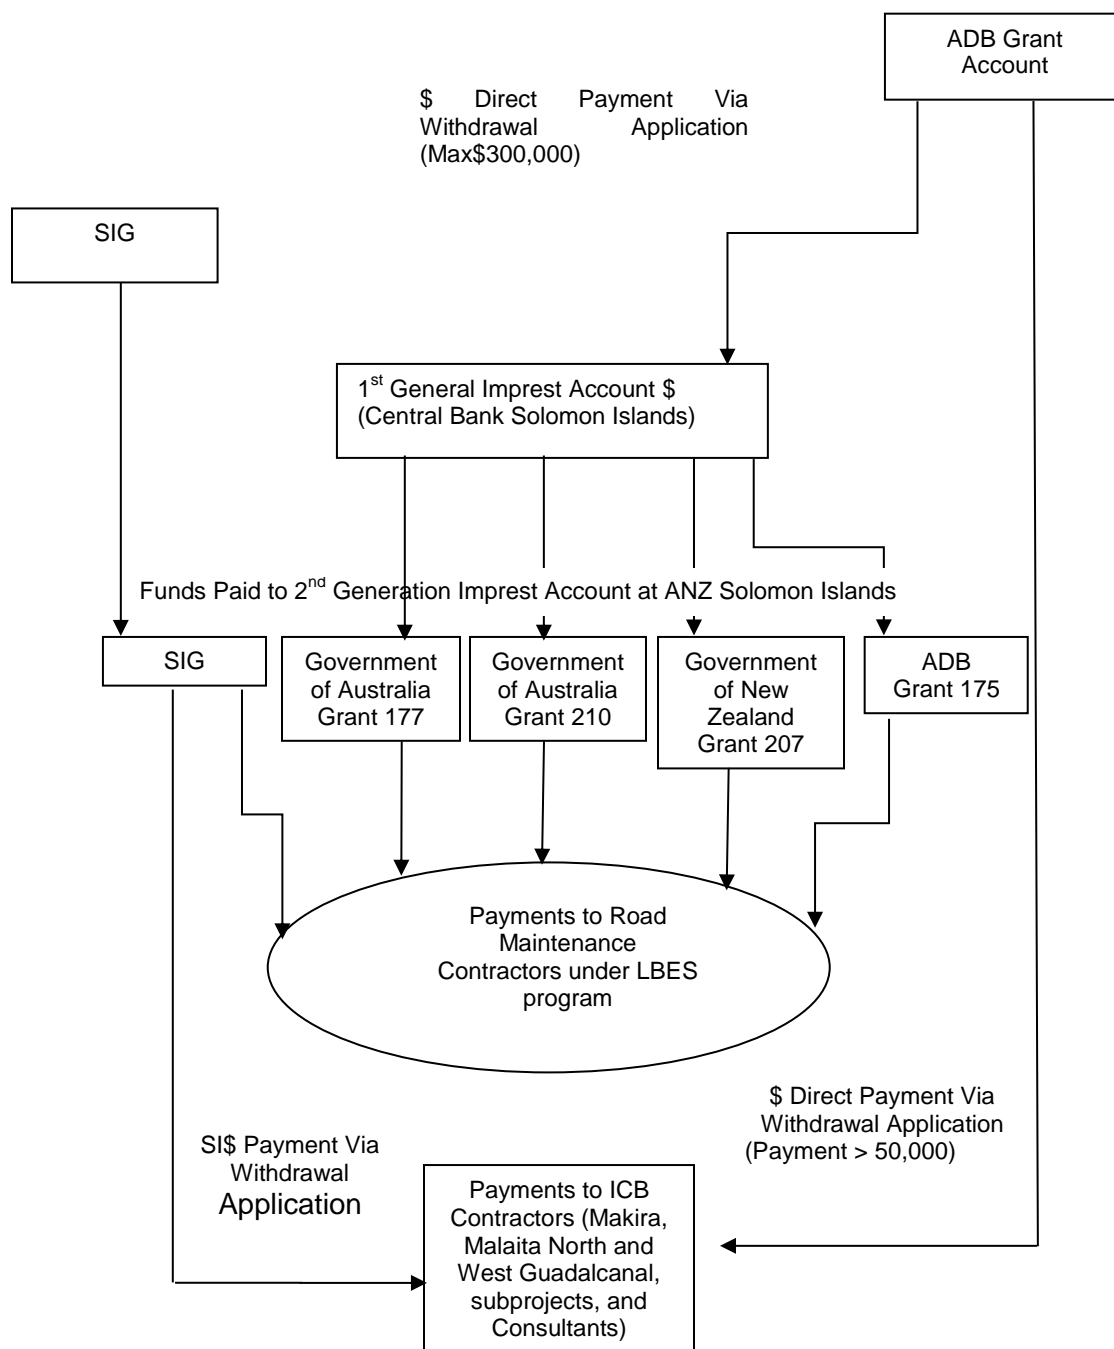 ADB Grant
Account
$ Direct Payment Via
Withdrawal Application
(Max$300,000)
SIG
1st General Imprest Account $
(Central Bank Solomon Islands)
Funds Paid to 2nd Generation Imprest Account at ANZ Solomon Islands
SIG
Government
of Australia
Grant 177
Government
of Australia
Grant 210
Government
of New
Zealand
Grant 207
ADB
Grant 175
Payments to Road
Maintenance
Contractors under LBES
program
$ Direct Payment Via
Withdrawal Application
(Payment > 50,000)
SI$ Payment Via
Withdrawal
Application
Payments to ICB
Contractors (Makira,
Malaita North and
West Guadalcanal,
subprojects, and
Consultants)